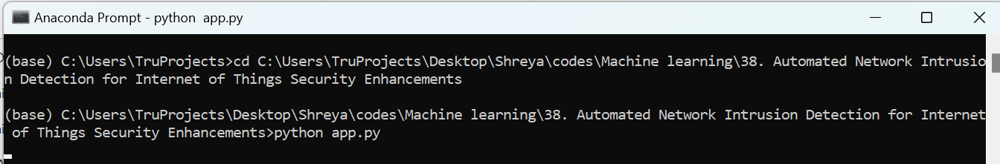 Anaconda Prompt - python  app.py
(base) C:\Users\TruProjects>cd C:\Users\TruProjects\Desktop\Shreya\codes\Machine learning\38. Automated Network Intrusio
n Detection for Internet of Things Security Enhancements
(base) C:\Users\TruProjects\Desktop\Shreya\codes\Machine learning\38. Automated Network Intrusion Detection for Internet
of Things Security Enhancements>python app.py